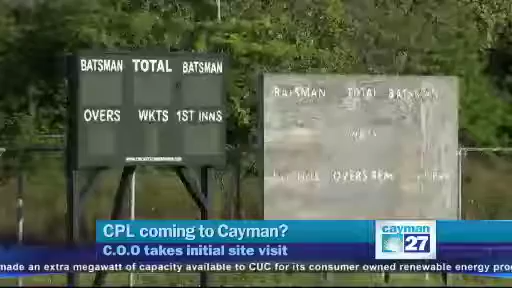 BATSMAN TOTAL BATSMAN
OVERS WKTS 1ST INNS
BATSMAN TOTAL BATSMAN
WKTS
OVERS REM
CPL coming to Cayman?
C.O.O takes initial site visit
cayman
27
made an extra megawatt of capacity available to CUC for its consumer owned renewable energy pro